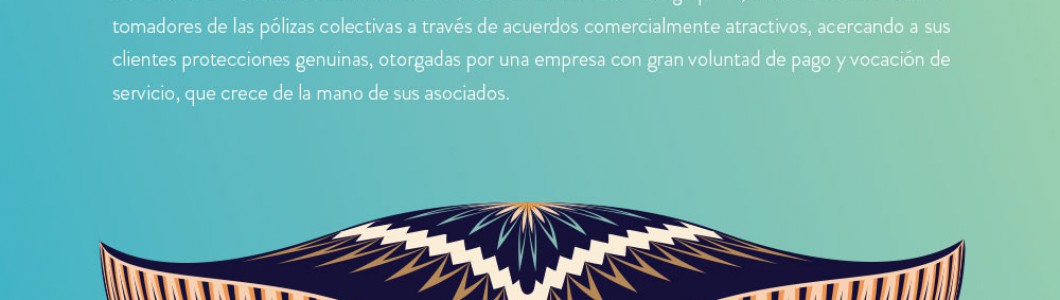 tomadores de las pólizas colectivas a través de acuerdos comercialmente atractivos, acercando a sus
clientes protecciones genuinas, otorgadas por una empresa con gran voluntad de pago y vocación de
servicio, que crece de la mano de sus asociados.